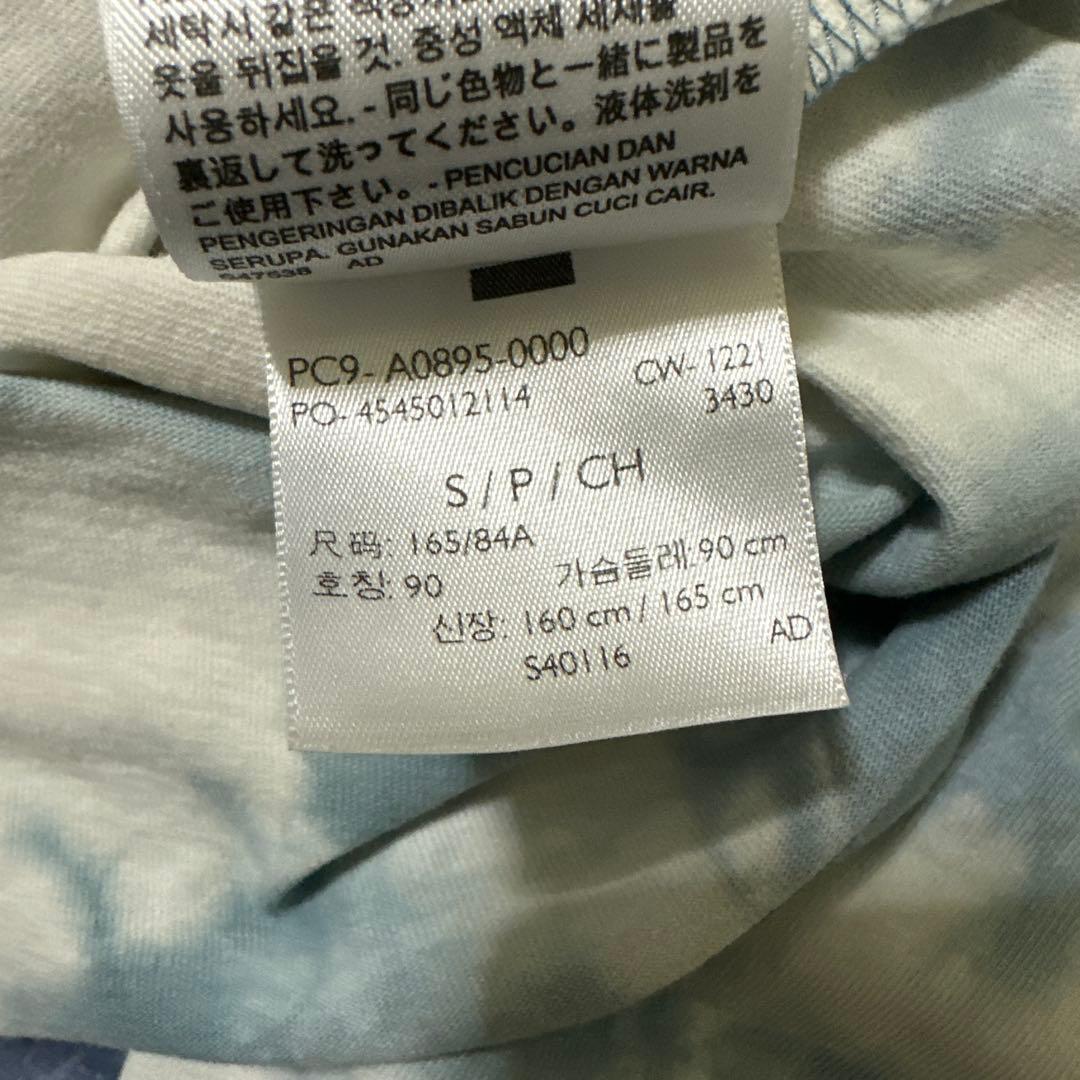 세탁시 같은
옷을 뒤집을 것. 중성 액체 세제를
사용하세요. - 同じ色物と一緒に製品を
裏返して洗ってください。液体洗剤を
ご使用下さい。- PENCUCIAN DAN
PENGERINGAN DIBALIK DENGAN WARNA
SERUPA. GUNAKAN SABUN CUCI CAIR.
S47538 AD
PC9- A0895-0000
CW- 1221
PO- 4545012114
3430
S / P / CH
尺码: 165/84A
호칭: 90
가슴둘레: 90 cm
신장: 160 cm / 165 cm
AD
S40116